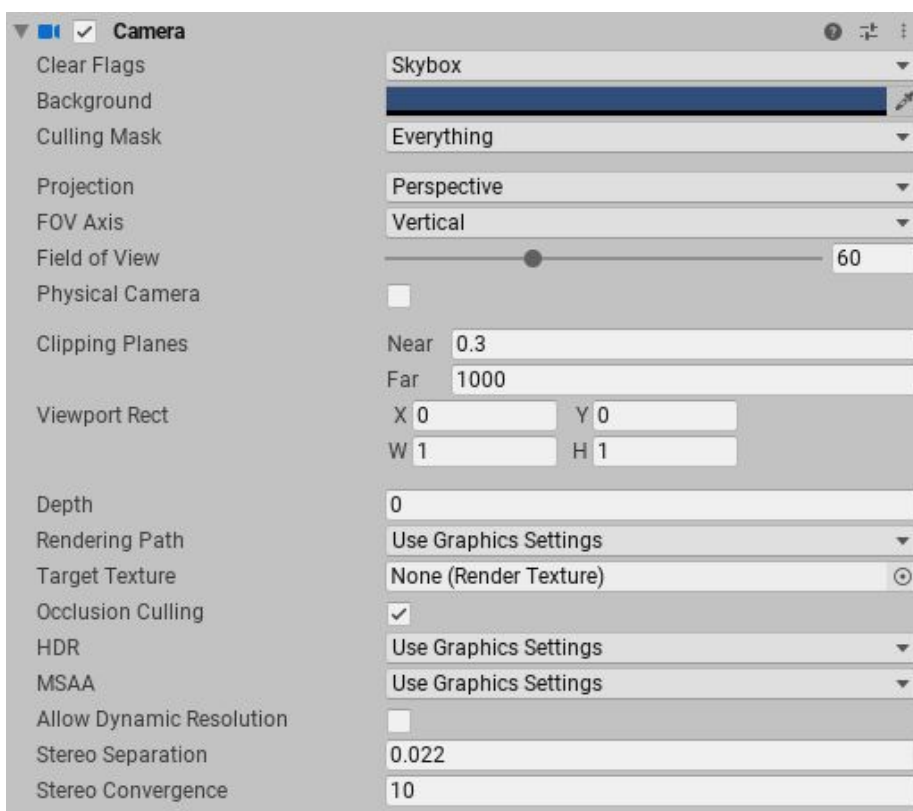 Camera
Clear Flags Skybox
Background
Culling Mask Everything
Projection Perspective
FOV Axis Vertical
Field of View 60
Physical Camera
Clipping Planes Near 0.3
Far 1000
Viewport Rect X 0 Y 0
W 1 H 1
Depth 0
Rendering Path Use Graphics Settings
Target Texture None (Render Texture)
Occlusion Culling
HDR Use Graphics Settings
MSAA Use Graphics Settings
Allow Dynamic Resolution
Stereo Separation 0.022
Stereo Convergence 10